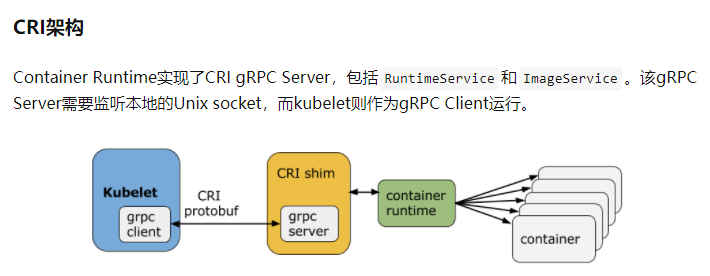 CRI架构
Container Runtime实现了CRI gRPC Server，包括 RuntimeService 和 ImageService 。该gRPC
Server需要监听本地的Unix socket，而kubelet则作为gRPC Client运行。
Kubelet
grpc
client
CRI
protobuf
CRI shim
grpc
server
container
runtime
container